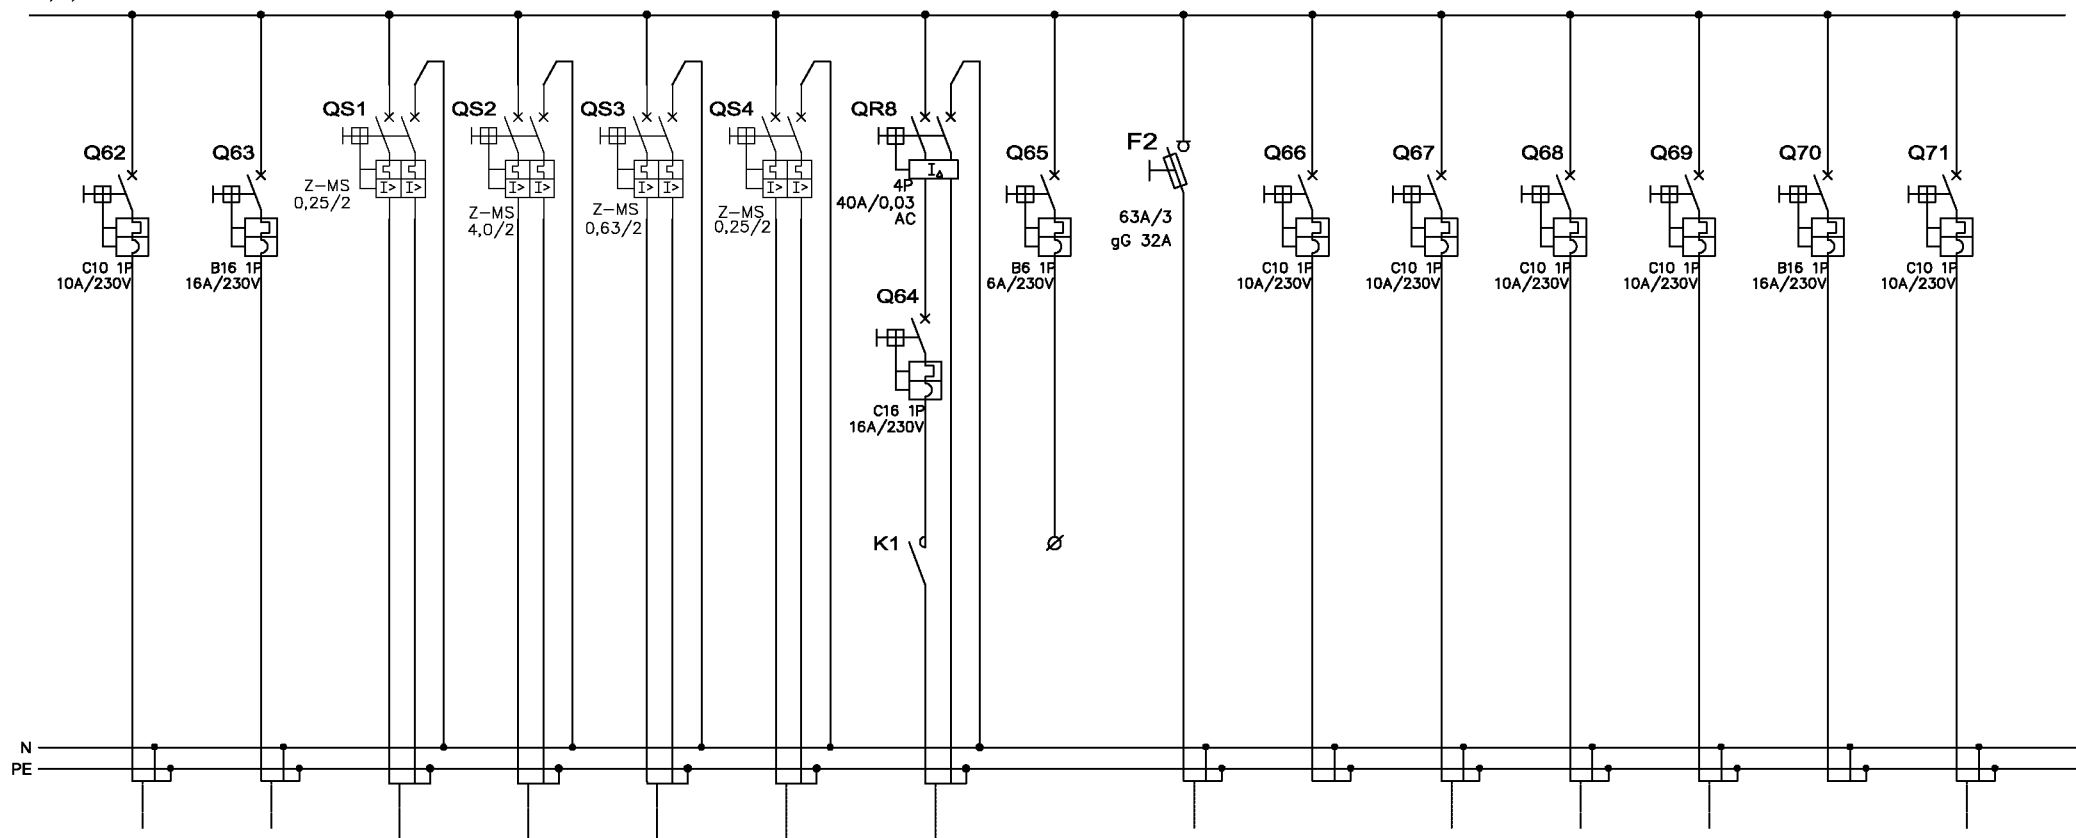 Q62
C10 1P
10A/230V
Q63
B16 1P
16A/230V
QS1
Z-MS
0,25/2
I> I>
QS2
Z-MS
4,0/2
I> I>
QS3
Z-MS
0,63/2
I> I>
QS4
Z-MS
0,25/2
I> I>
QR8
I
4P
40A/0,03
AC
Q64
C16 1P
16A/230V
K1
Q65
B6 1P
6A/230V
F2
63A/3
gG 32A
Q66
C10 1P
10A/230V
Q67
C10 1P
10A/230V
Q68
C10 1P
10A/230V
Q69
C10 1P
10A/230V
Q70
B16 1P
16A/230V
Q71
C10 1P
10A/230V
N
PE